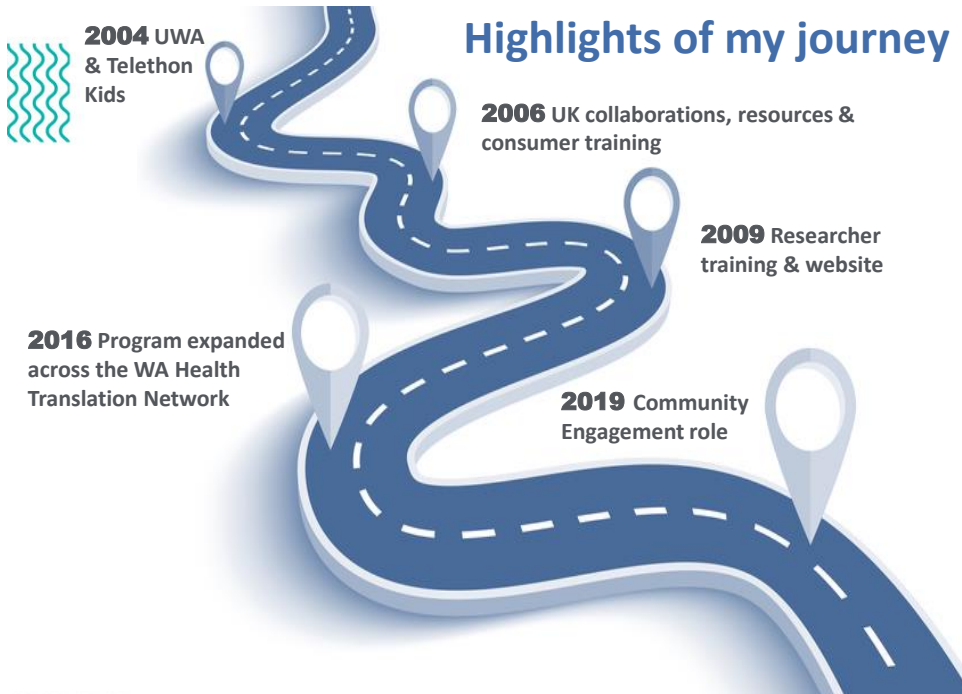 Highlights of my journey
2004 UWA
& Telethon
Kids
2006 UK collaborations, resources &
consumer training
2009 Researcher
training & website
2016 Program expanded
across the WA Health
Translation Network
2019 Community
Engagement role